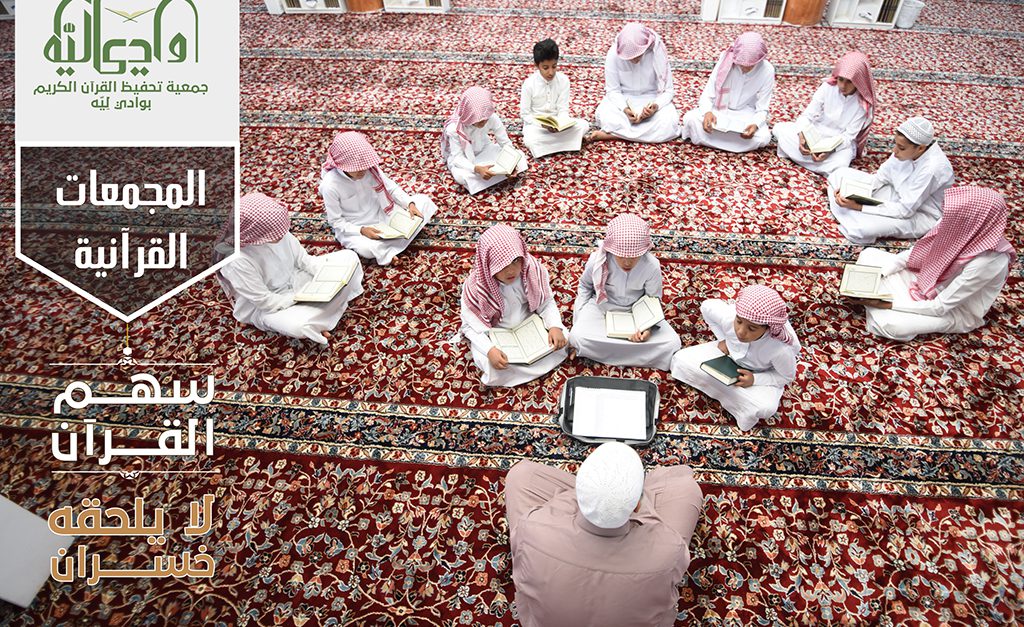 وادي ليّه
جمعية تحفيظ القرآن الكريم
بوادي ليّه
المجمعات
القرآنية
سهم
القرآن
لا يلحقه
خسران